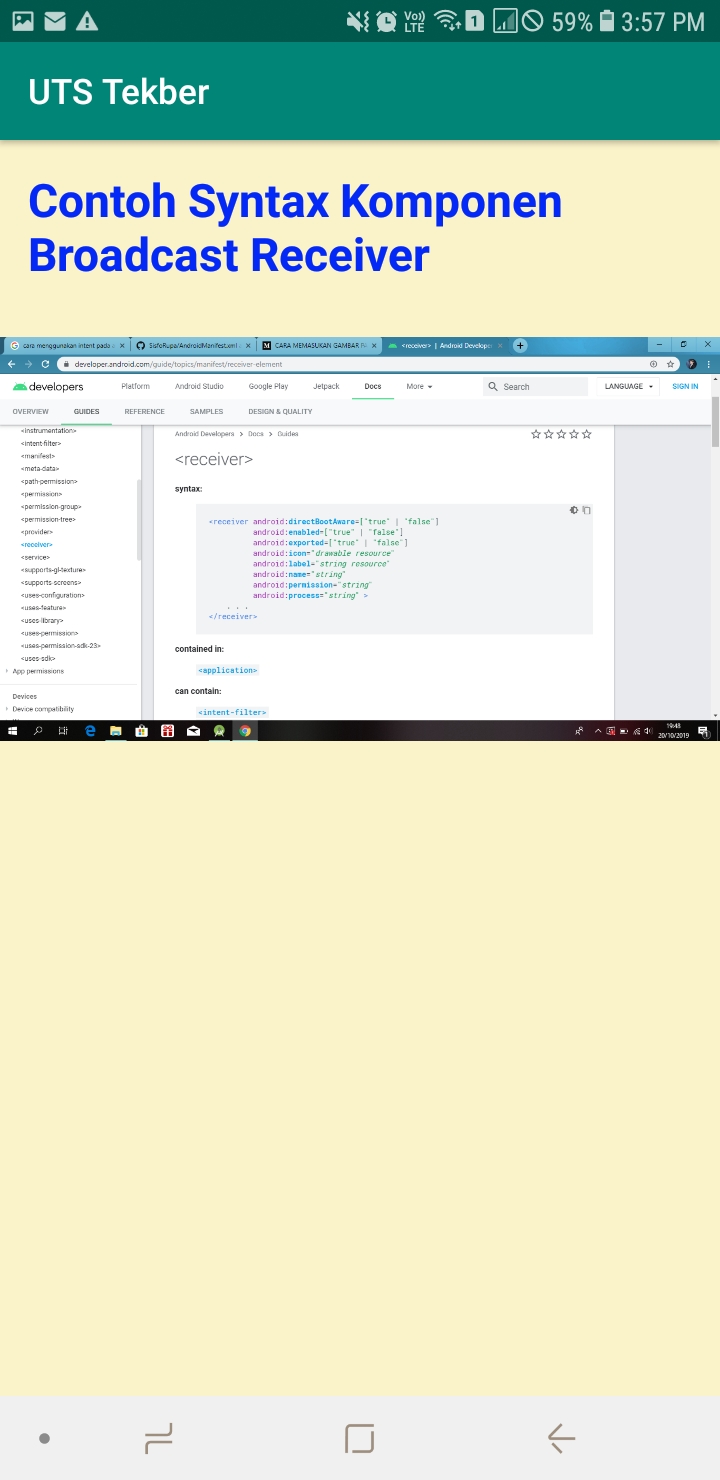 Vo))
LTE
1
59%
3:57 PM
UTS Tekber
Contoh Syntax Komponen
Broadcast Receiver
cara menggunakan intent pada
SisfoRupa/AndroidManifest.xml
CARA MEMASUKAN GAMBAR
<receiver> | Android Develope
developer.android.com/guide/topics/manifest/receiver-element
developers
Platform
Android Studio
Google Play
Jetpack
Docs
More
Search
LANGUAGE
SIGN IN
OVERVIEW
GUIDES
REFERENCE
SAMPLES
DESIGN & QUALITY
<instrumentation>
<intent-filter>
<manifest>
<meta-data>
<path-permission>
<permission>
<permission-group>
<permission-tree>
<provider>
<receiver>
<service>
<supports-gl-texture>
<supports-screens>
<uses-configuration>
<uses-feature>
<uses-library>
<uses-permission>
<uses-permission-sdk-23>
<uses-sdk>
App permissions
Devices
Device compatibility
Android Developers > Docs > Guides
<receiver>
syntax:
<receiver android:directBootAware=["true" | "false"]
android:enabled=["true" | "false"]
android:exported=["true" | "false"]
android:icon="drawable resource"
android:label="string resource"
android:name="string"
android:permission="string"
android:process="string" >
. . .
</receiver>
contained in:
<application>
can contain:
<intent-filter>
19:48
20/10/2019